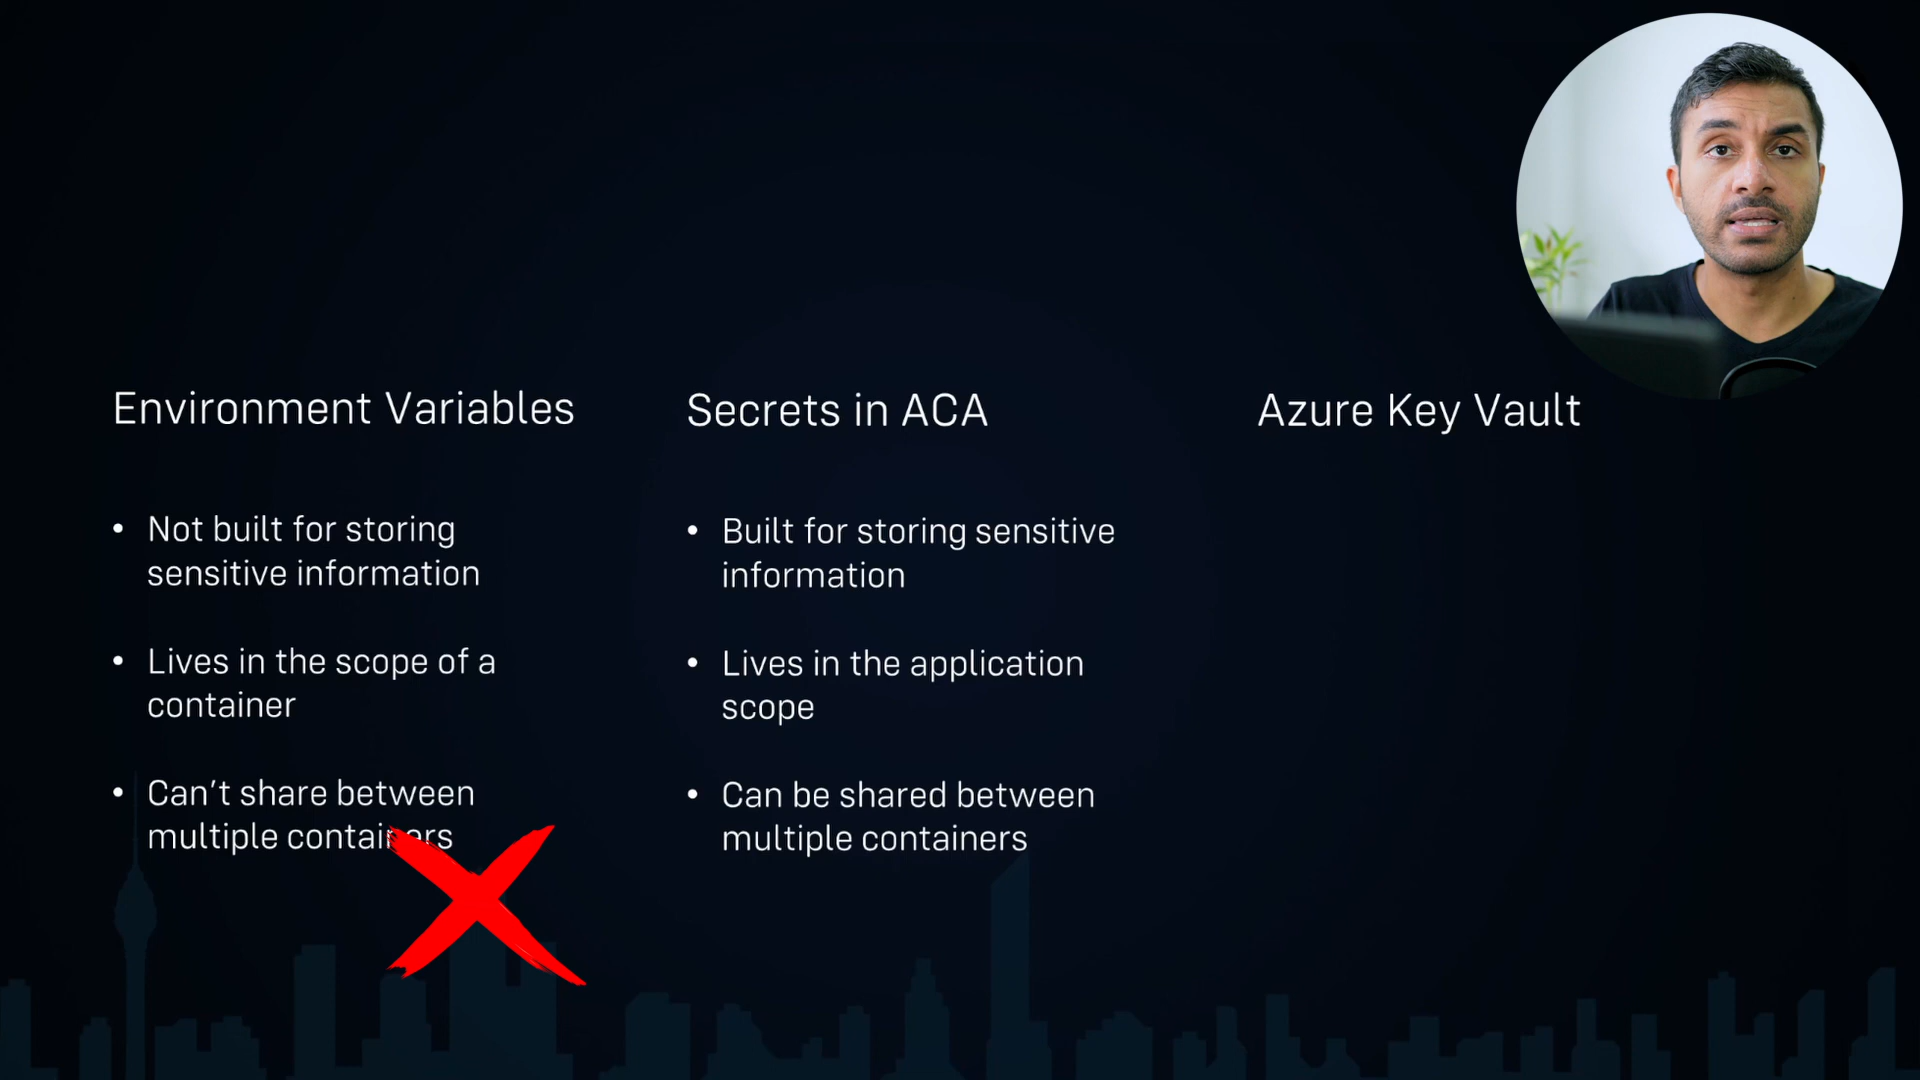 Environment Variables
• Not built for storing
sensitive information
• Lives in the scope of a
container
• Can’t share between
multiple containers
Secrets in ACA
• Built for storing sensitive
information
• Lives in the application
scope
• Can be shared between
multiple containers
Azure Key Vault